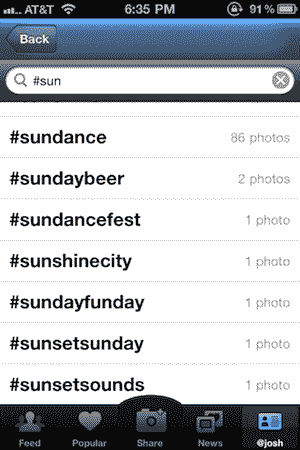 AT&T 6:35 PM 91%
Back
#sun
#sundance 86 photos
#sundaybeer 2 photos
#sundancefest 1 photo
#sunshinecity 1 photo
#sundayfunday 1 photo
#sunsetsunday 1 photo
#sunsetsounds 1 photo
Feed Popular Share News @josh